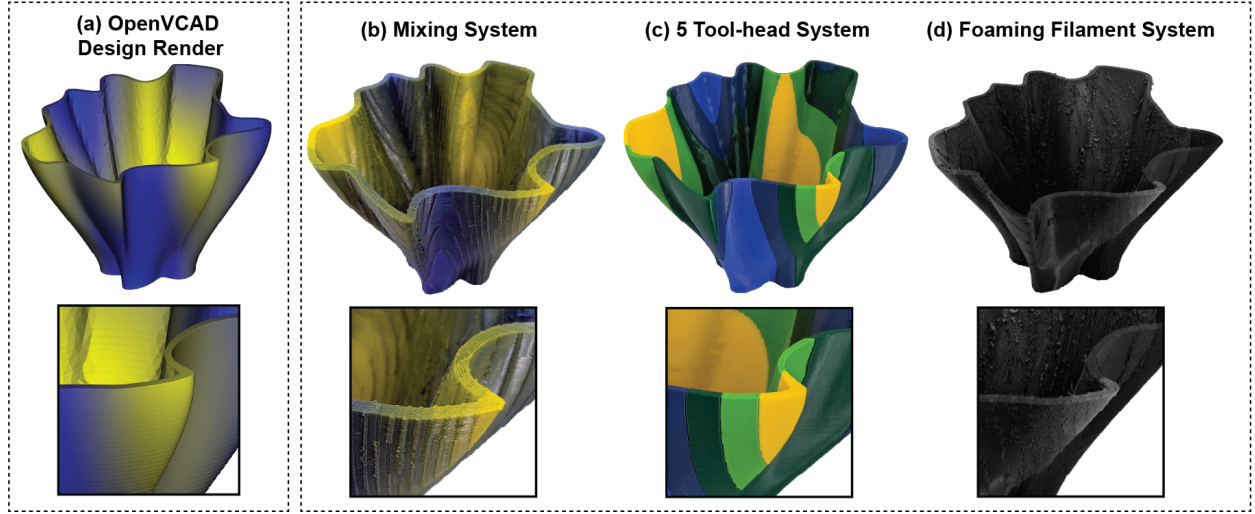 (a) OpenVCAD
Design Render
(b) Mixing System
(c) 5 Tool-head System
(d) Foaming Filament System